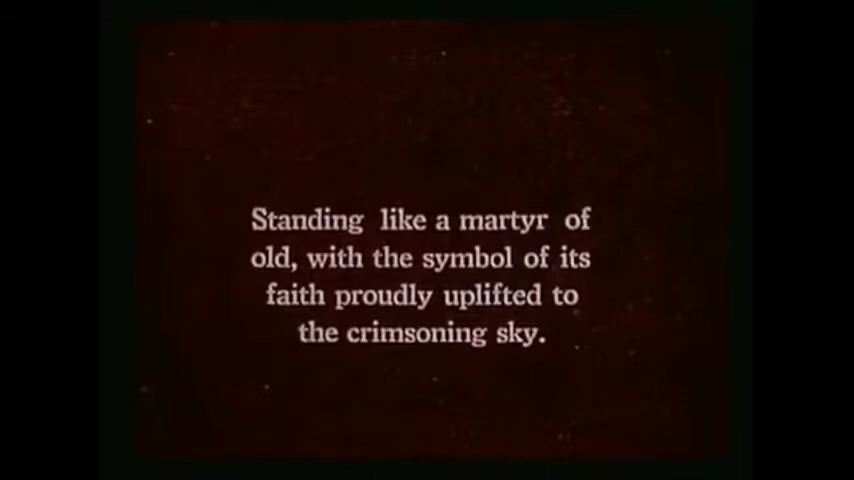 Standing like a martyr of
old, with the symbol of its
faith proudly uplifted to
the crimsoning sky.